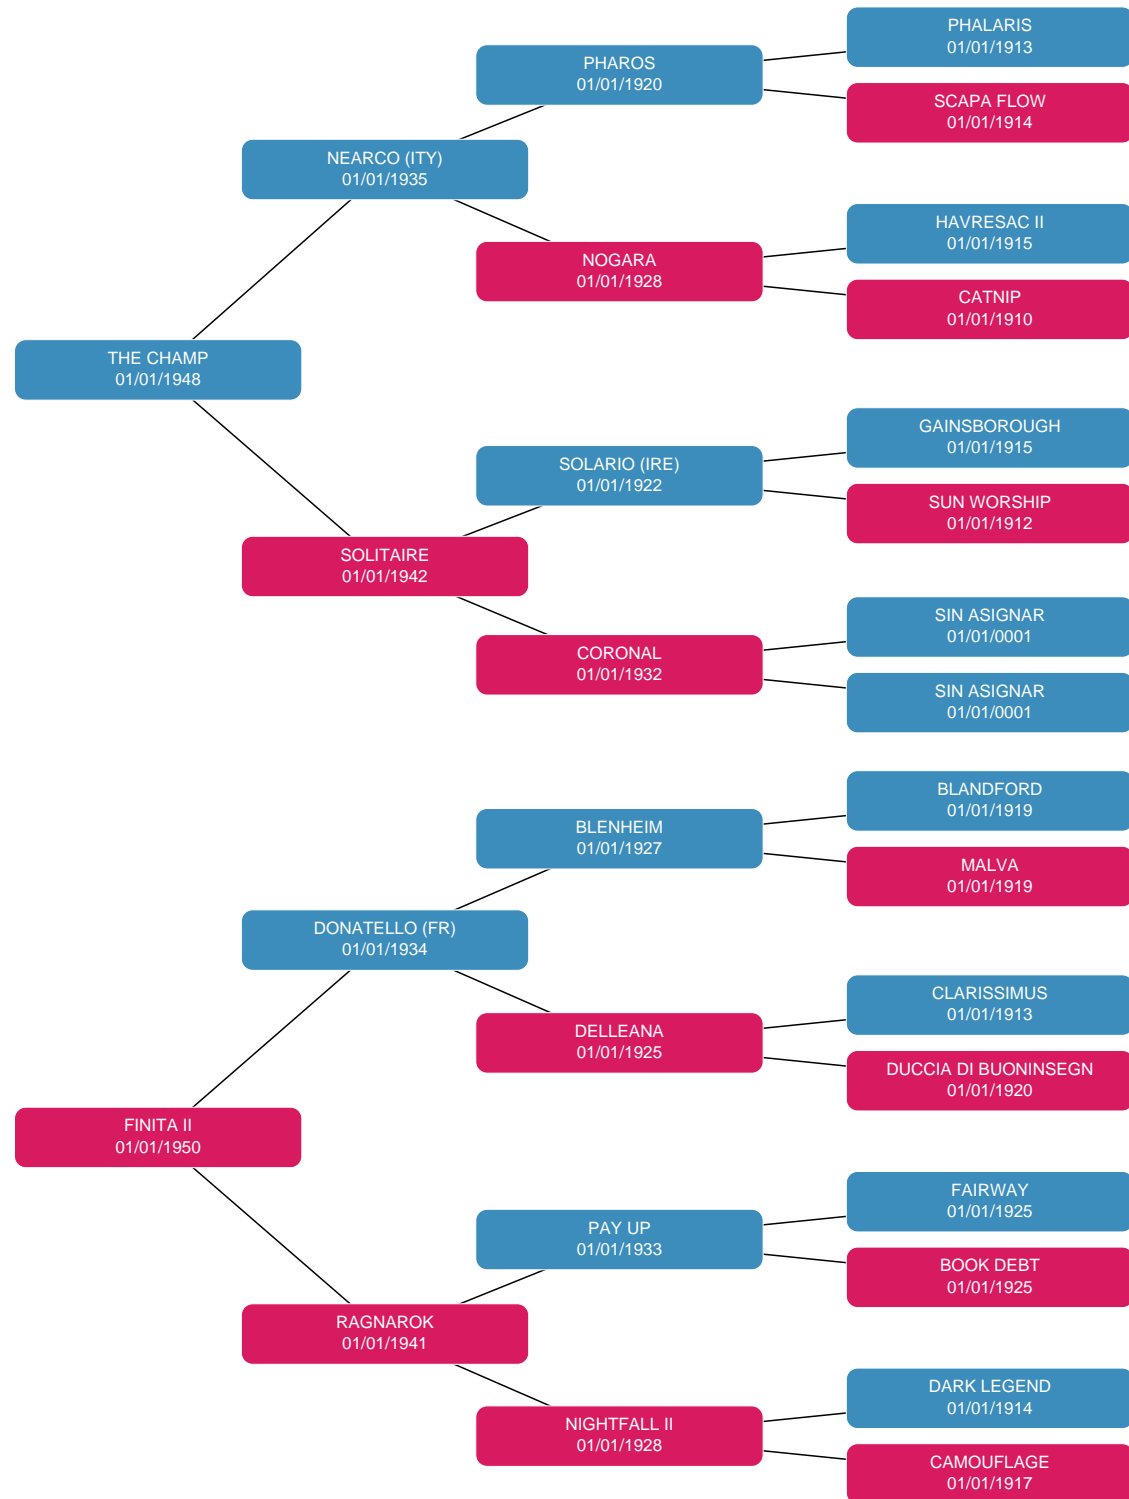 PHALARIS
01/01/1913
PHAROS
01/01/1920
SCAPA FLOW
01/01/1914
NEARCO (ITY)
01/01/1935
HAVRESAC II
01/01/1915
NOGARA
01/01/1928
CATNIP
01/01/1910
THE CHAMP
01/01/1948
GAINSBOROUGH
01/01/1915
SOLARIO (IRE)
01/01/1922
SUN WORSHIP
01/01/1912
SOLITAIRE
01/01/1942
SIN ASIGNAR
01/01/0001
CORONAL
01/01/1932
SIN ASIGNAR
01/01/0001
BLANDFORD
01/01/1919
BLENHEIM
01/01/1927
MALVA
01/01/1919
DONATELLO (FR)
01/01/1934
CLARISSIMUS
01/01/1913
DELLEANA
01/01/1925
DUCCIA DI BUONINSEGN
01/01/1920
FINITA II
01/01/1950
FAIRWAY
01/01/1925
PAY UP
01/01/1933
BOOK DEBT
01/01/1925
RAGNAROK
01/01/1941
DARK LEGEND
01/01/1914
NIGHTFALL II
01/01/1928
CAMOUFLAGE
01/01/1917